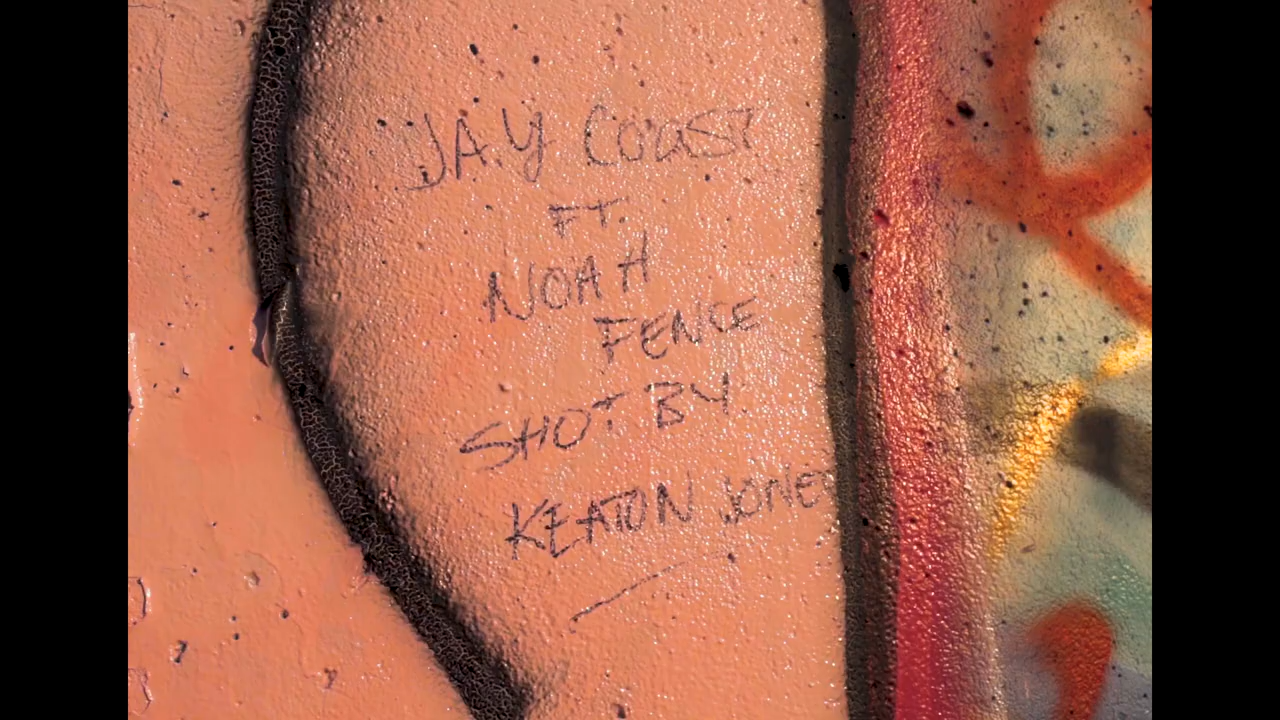 JAY COAST
FT.
NOAH
FENCE
SHOT BY
KEATON JONES